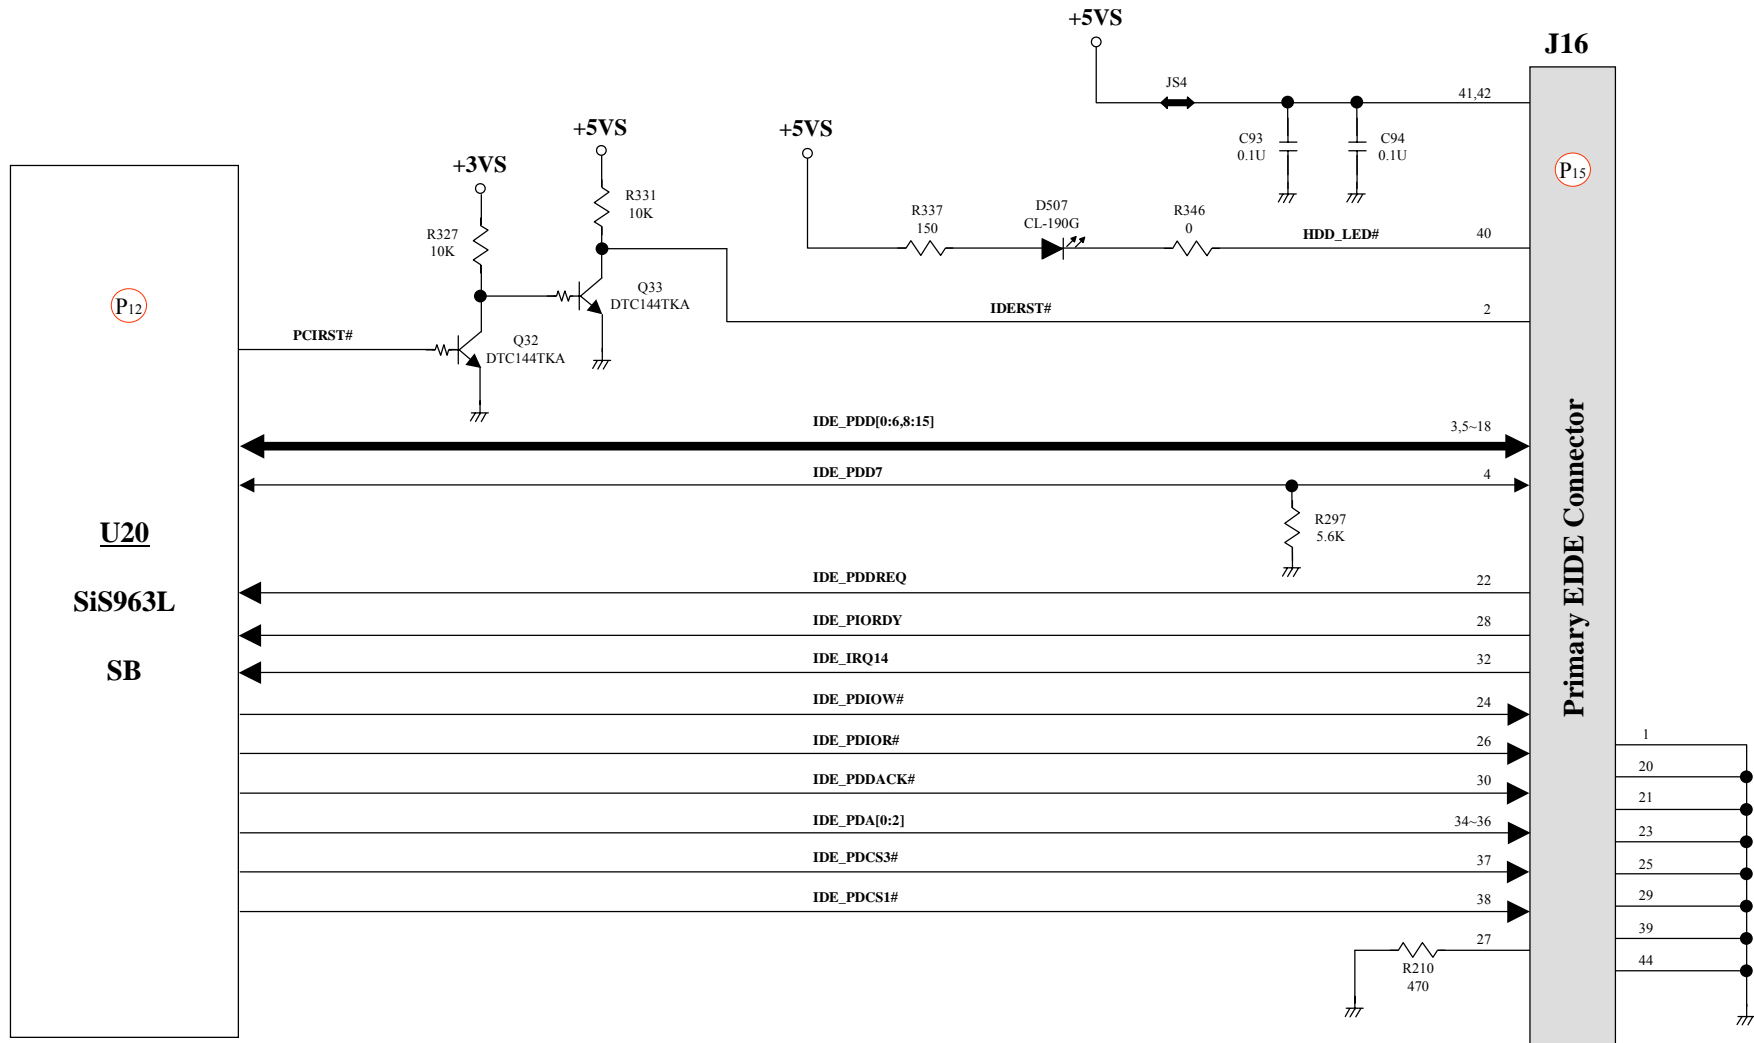 +5VS
J16
JS4
41,42
+5VS
+5VS
C93
0.1U
C94
0.1U
+3VS
P15
R331
10K
R337
150
D507
CL-190G
R346
0
HDD_LED#
40
R327
10K
Q33
DTC144TKA
P12
IDERST#
2
PCIRST#
Q32
DTC144TKA
IDE_PDD[0:6,8:15]
3,5~18
IDE_PDD7
4
Primary EIDE Connector
R297
5.6K
U20
IDE_PDDREQ
22
SiS963L
IDE_PIORDY
28
IDE_IRQ14
32
SB
IDE_PDIOW#
24
IDE_PDIOR#
26
1
20
IDE_PDDACK#
30
21
IDE_PDA[0:2]
34~36
23
IDE_PDCS3#
37
25
IDE_PDCS1#
38
29
27
39
R210
470
44